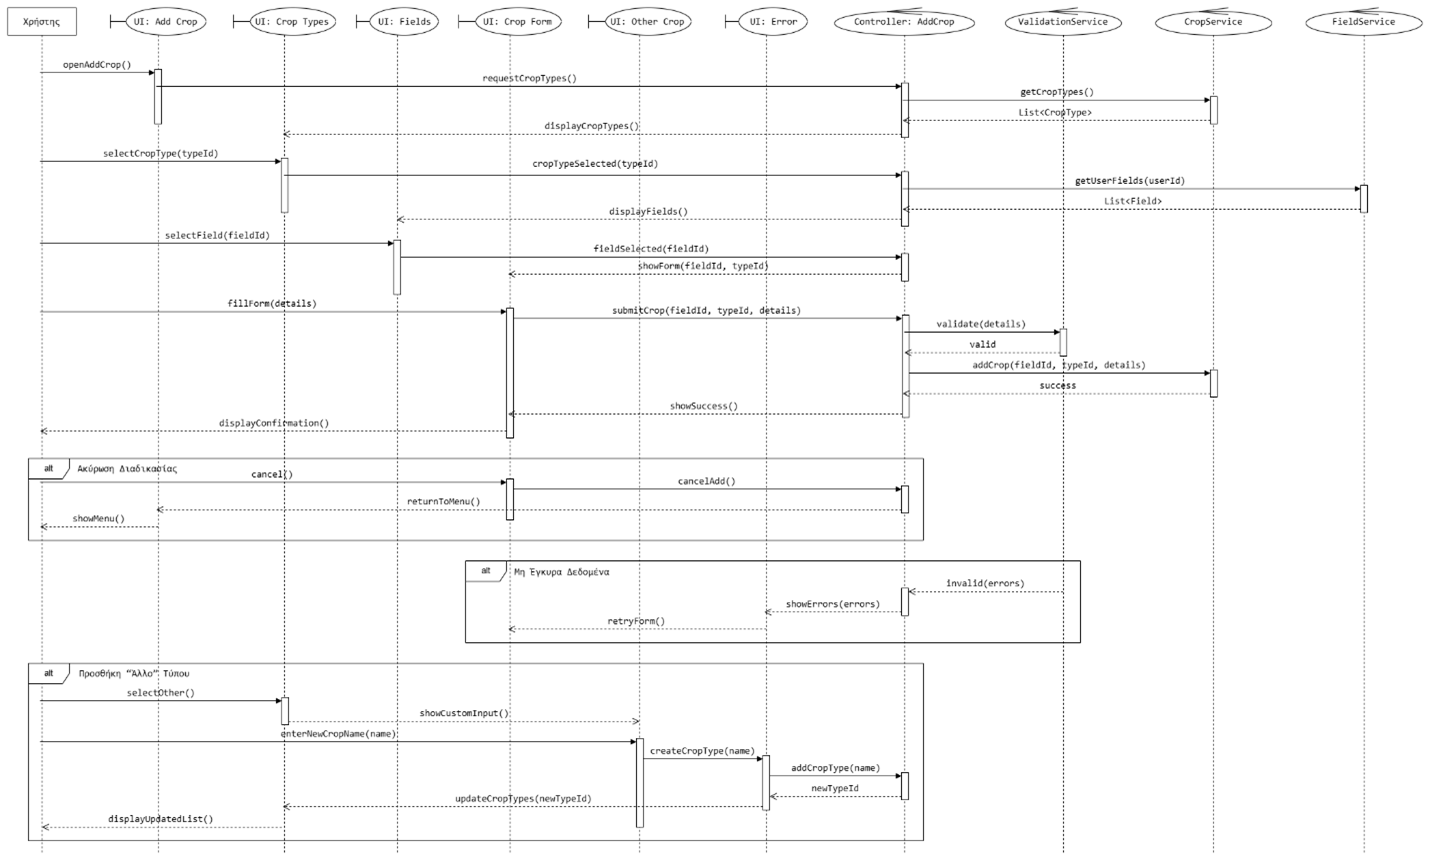 Χρήστης
UI: Add Crop
UI: Crop Types
UI: Fields
UI: Crop Form
UI: Other Crop
UI: Error
Controller: AddCrop
ValidationService
CropService
FieldService
openAddCrop()
requestCropTypes()
getCropTypes()
List<CropType>
displayCropTypes()
selectCropType(typeId)
cropTypeSelected(typeId)
getUserFields(userId)
List<Field>
displayFields()
selectField(fieldId)
fieldSelected(fieldId)
showForm(fieldId, typeId)
fillForm(details)
submitCrop(fieldId, typeId, details)
validate(details)
valid
addCrop(fieldId, typeId, details)
success
showSuccess()
displayConfirmation()
alt
Ακύρωση Διαδικασίας
cancel()
cancelAdd()
returnToMenu()
showMenu()
alt
Μη Έγκυρα Δεδομένα
invalid(errors)
showErrors(errors)
retryForm()
alt
Προσθήκη “Άλλο” Τύπου
selectOther()
showCustomInput()
enterNewCropName(name)
createCropType(name)
addCropType(name)
newTypeId
updateCropTypes(newTypeId)
displayUpdatedList()